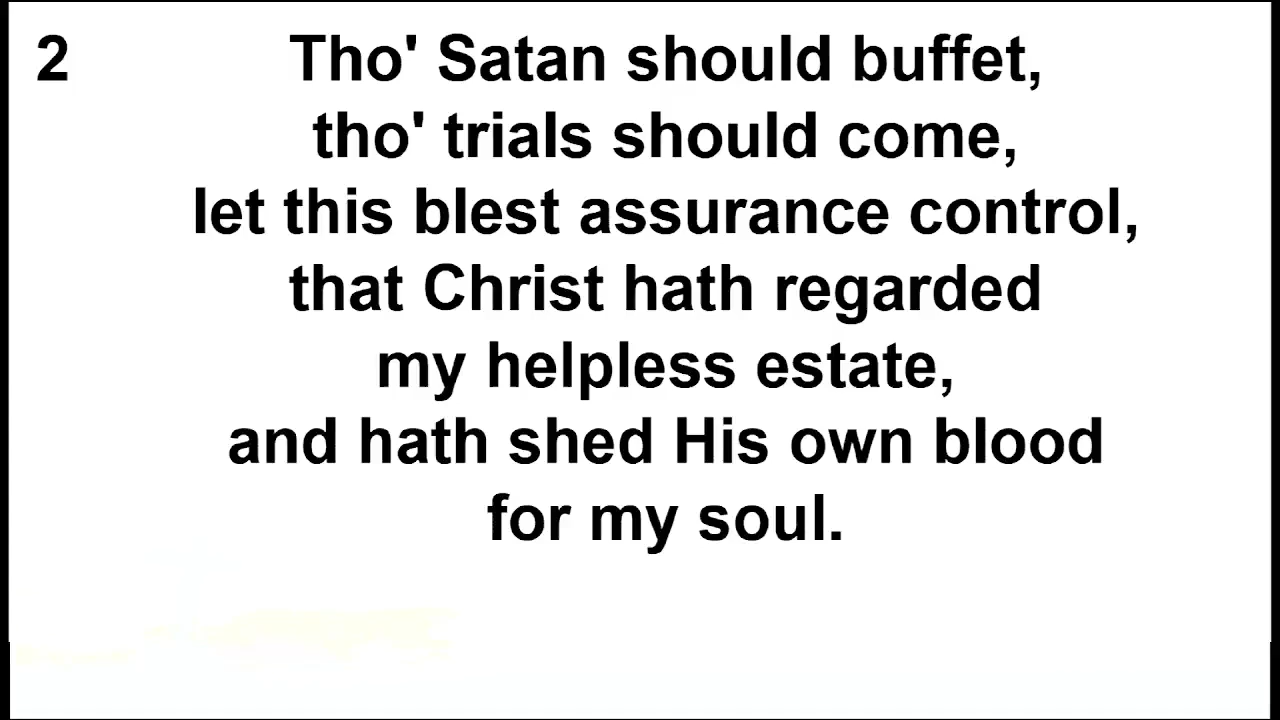 2
Tho' Satan should buffet,
tho' trials should come,
let this blest assurance control,
that Christ hath regarded
my helpless estate,
and hath shed His own blood
for my soul.